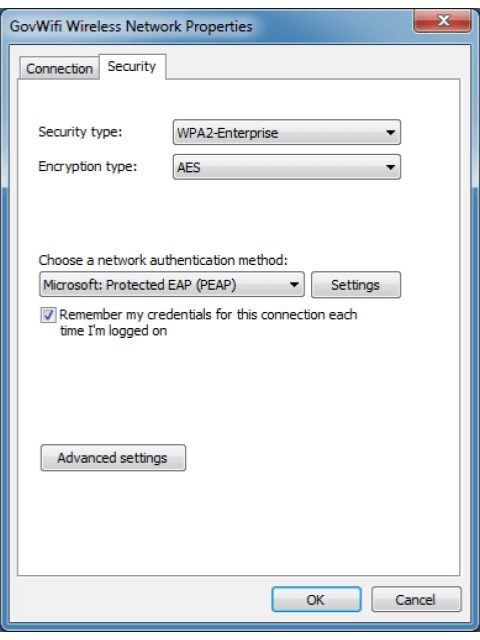 GovWifi Wireless Network Properties
Connection
Security
Security type:
WPA2-Enterprise
Encryption type:
AES
Choose a network authentication method:
Microsoft: Protected EAP (PEAP)
Settings
Remember my credentials for this connection each
time I'm logged on
Advanced settings
OK
Cancel